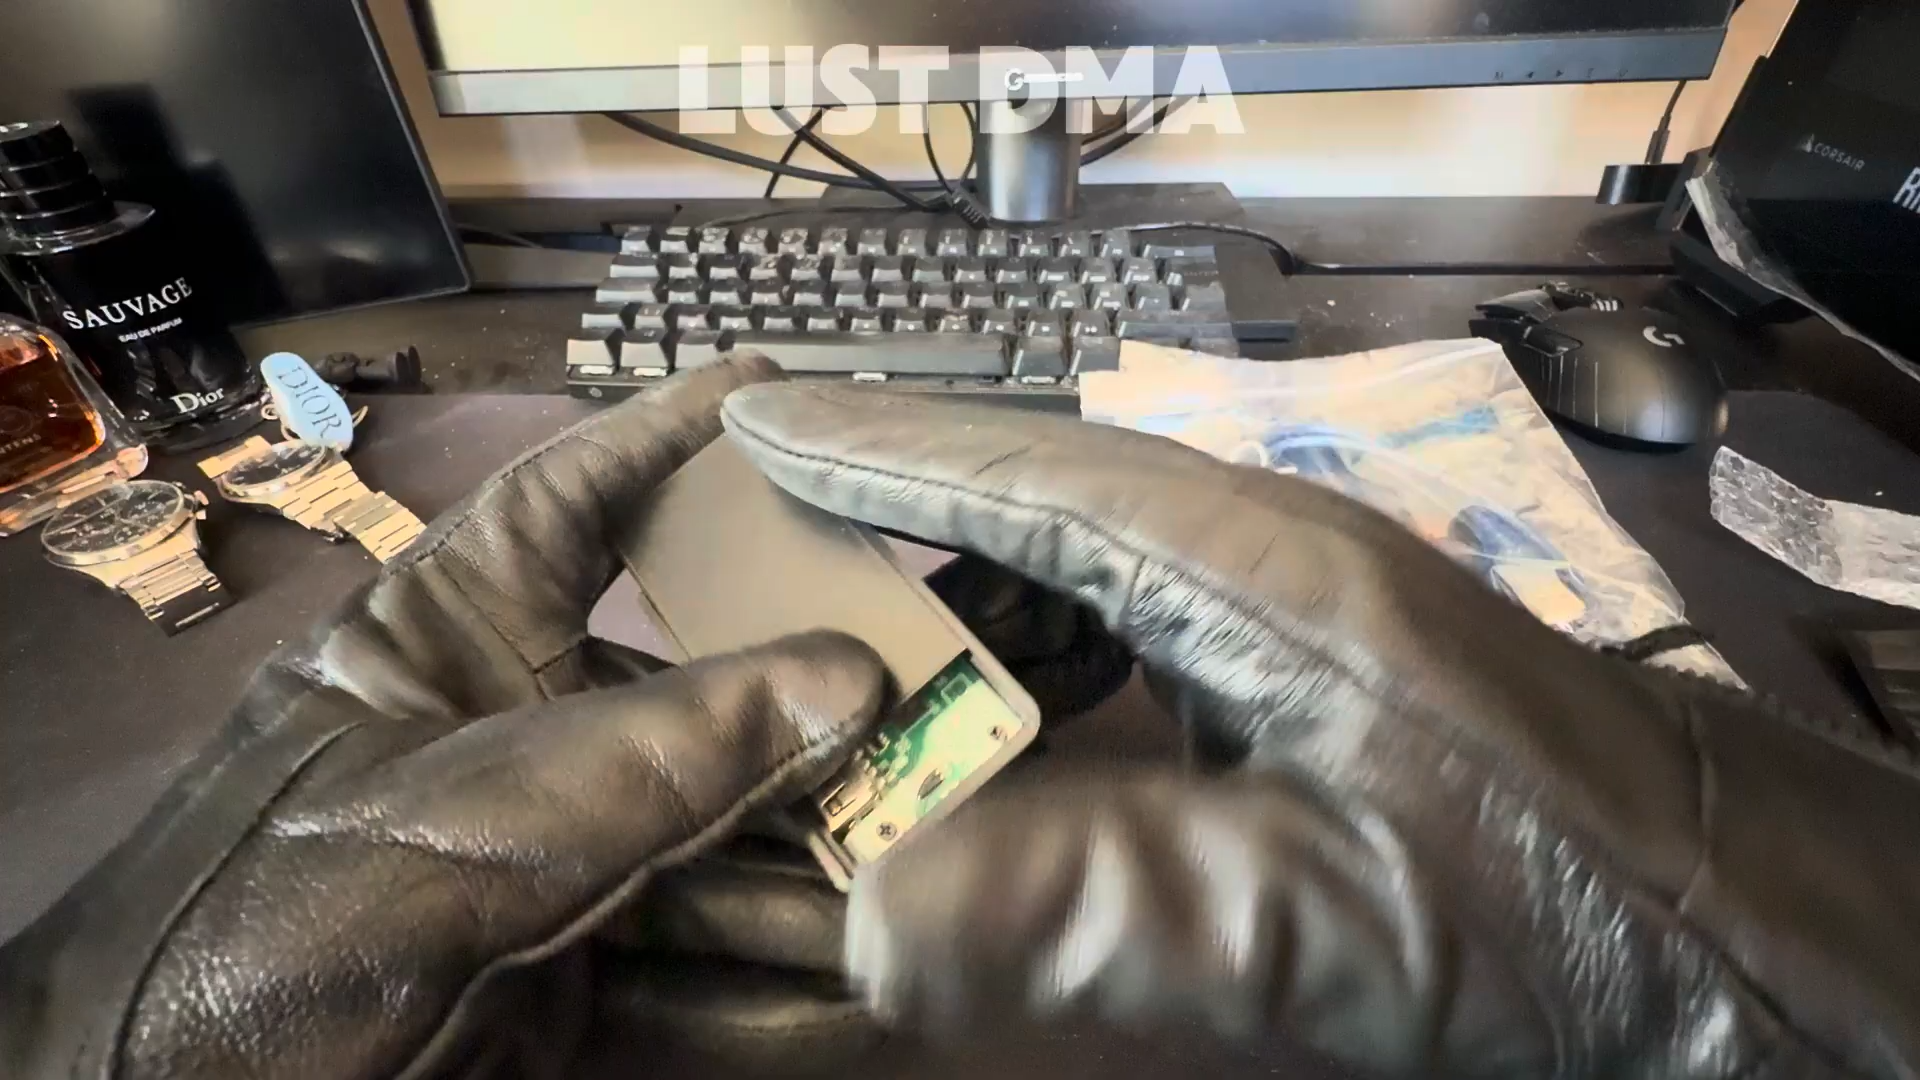 LUST DMA
CORSAIR
SAUVAGE
EAU DE PARFUM
Dior
DIOR